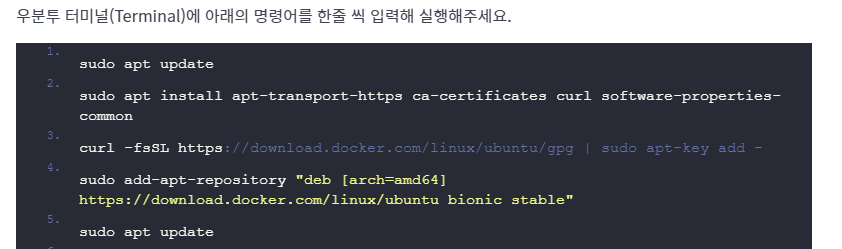 우분투 터미널(Terminal)에 아래의 명령어를 한줄 씩 입력해 실행해주세요.
1.
sudo apt update
2.
sudo apt install apt-transport-https ca-certificates curl software-properties-
common
3.
curl -fsSL https://download.docker.com/linux/ubuntu/gpg | sudo apt-key add -
4.
sudo add-apt-repository "deb [arch=amd64]
https://download.docker.com/linux/ubuntu bionic stable"
5.
sudo apt update